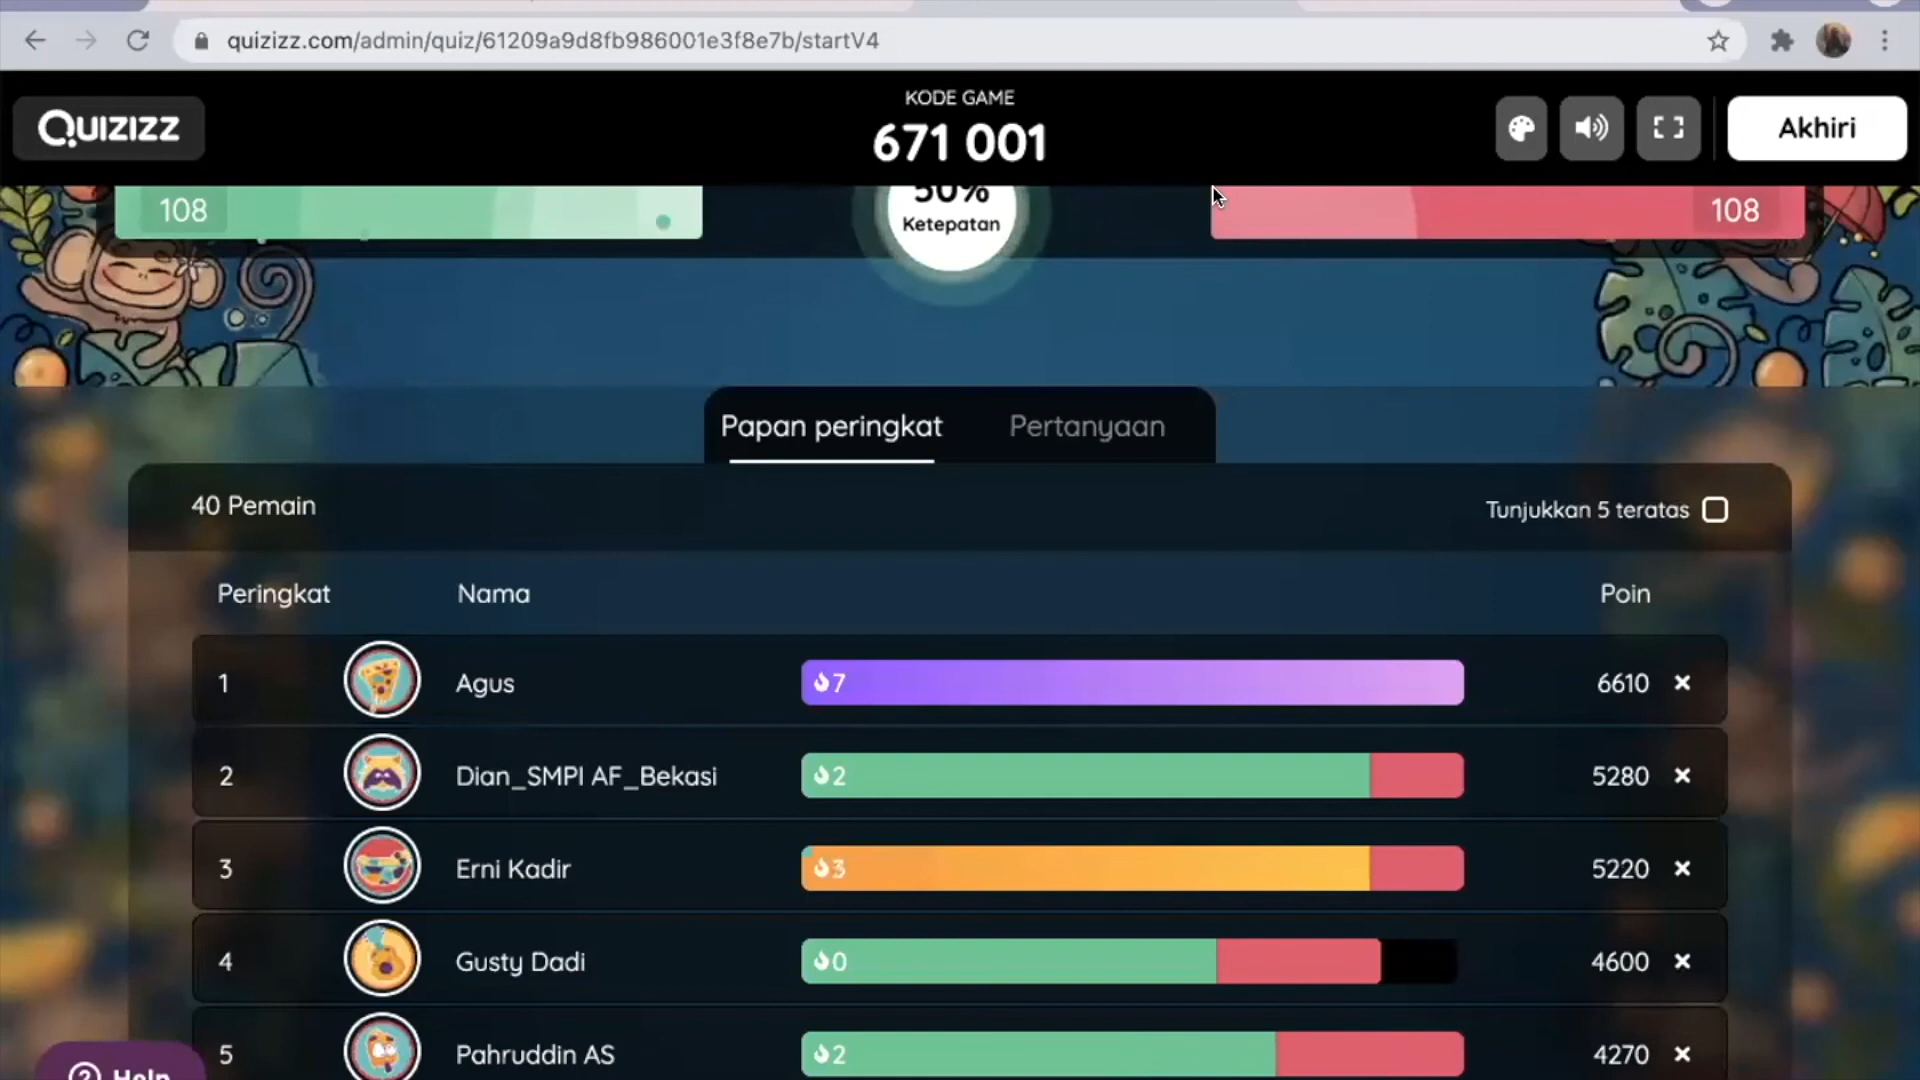 quizizz.com/admin/quiz/61209a9d8fb986001e3f8e7b/startV4
QUIZIZZ
KODE GAME
671 001
Akhiri
108
50%
Ketepatan
108
Papan peringkat
Pertanyaan
40 Pemain
Tunjukkan 5 teratas
Peringkat Nama Poin
1 Agus 7 6610
2 Dian_SMPI AF_Bekasi 2 5280
3 Erni Kadir 3 5220
4 Gusty Dadi 0 4600
5 Pahruddin AS 2 4270
? Help